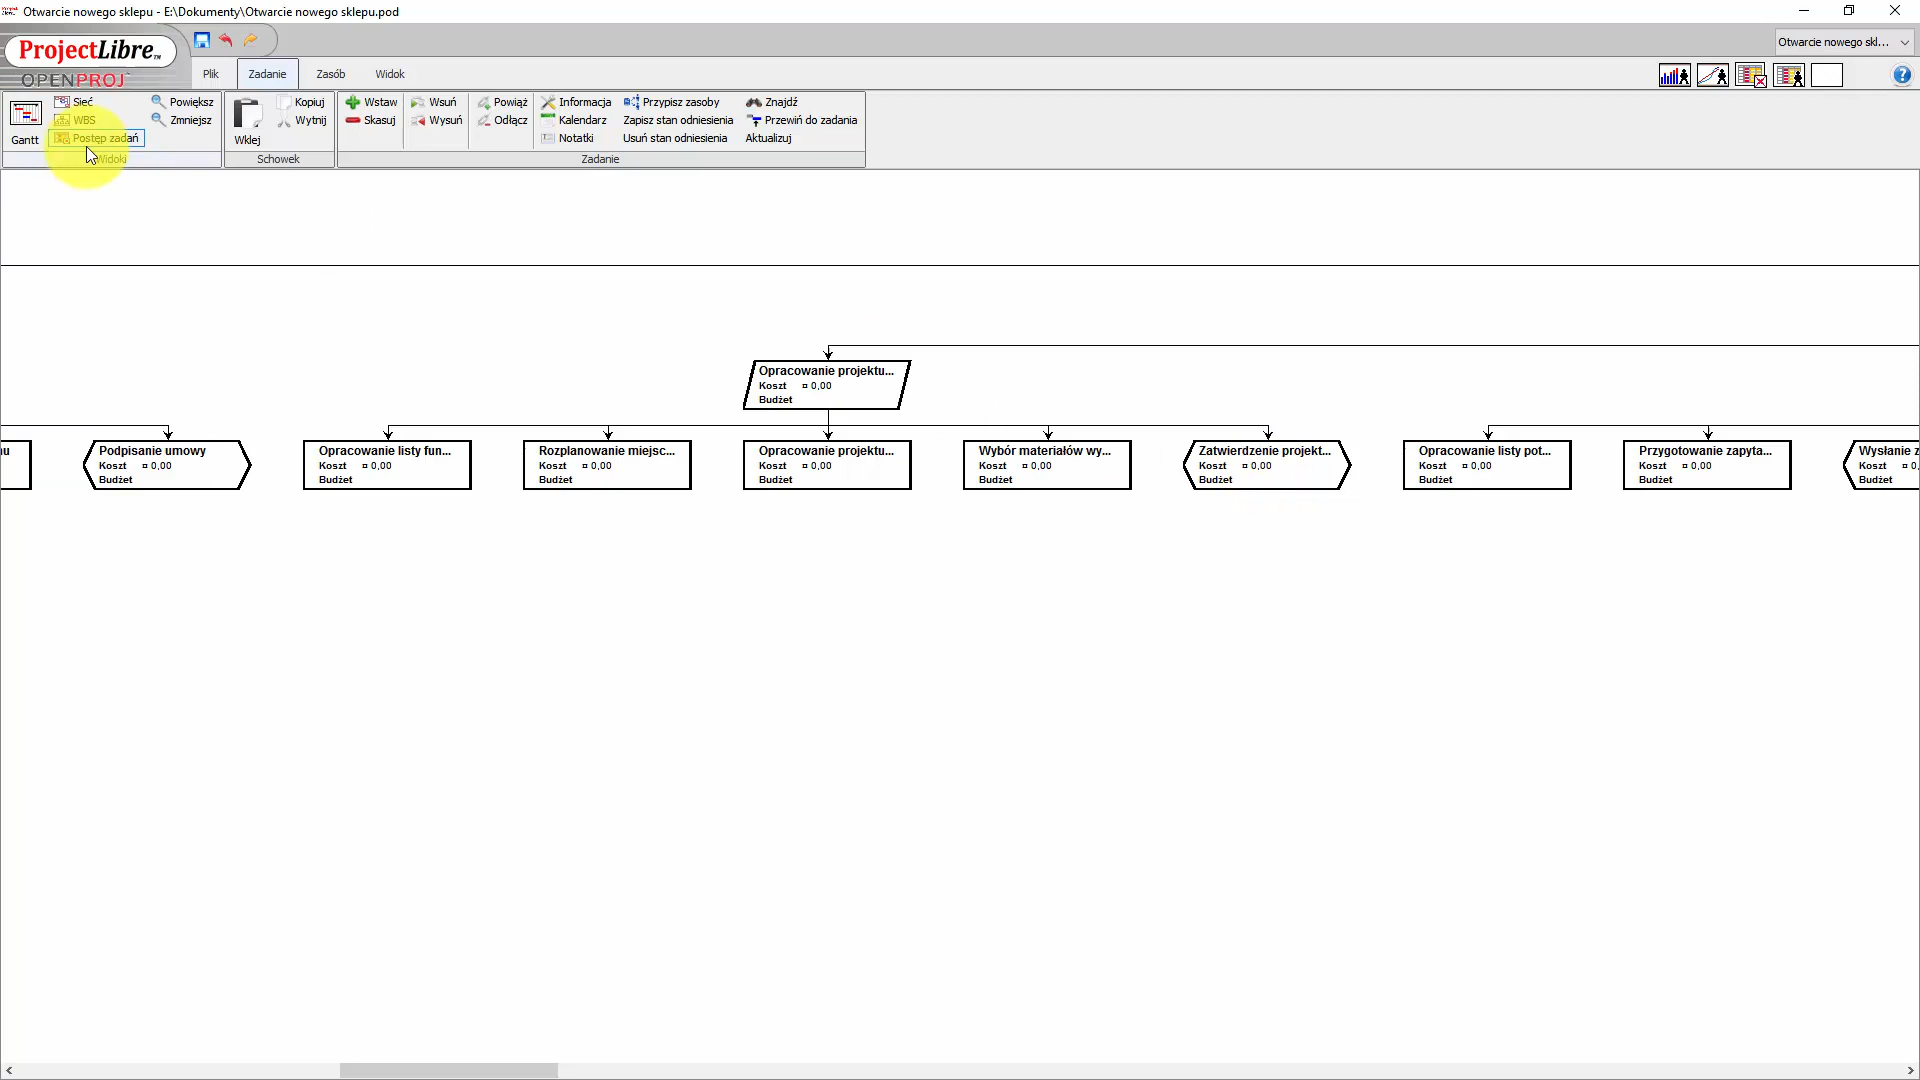 Otwarcie nowego sklepu - E:\Dokumenty\Otwarcie nowego sklepu.pod
ProjectLibre™
OPENPROJ
Otwarcie nowego skl...
Plik Zadanie Zasób Widok
Gantt
Sieć
WBS
Postęp zadań
Powiększ
Zmniejsz
Widoki
Wklej
Kopiuj
Wytnij
Schowek
Wstaw
Skasuj
Wsuń
Wysuń
Powiąż
Odłącz
Informacja
Kalendarz
Notatki
Przypisz zasoby
Zapisz stan odniesienia
Usuń stan odniesienia
Znajdź
Przewiń do zadania
Aktualizuj
Zadanie
Opracowanie projektu...
Koszt ¤ 0,00
Budżet
u
Podpisanie umowy
Koszt ¤ 0,00
Budżet
Opracowanie listy fun...
Koszt ¤ 0,00
Budżet
Rozplanowanie miejsc...
Koszt ¤ 0,00
Budżet
Opracowanie projektu...
Koszt ¤ 0,00
Budżet
Wybór materiałów wy...
Koszt ¤ 0,00
Budżet
Zatwierdzenie projekt...
Koszt ¤ 0,00
Budżet
Opracowanie listy pot...
Koszt ¤ 0,00
Budżet
Przygotowanie zapyta...
Koszt ¤ 0,00
Budżet
Wysłanie z
Koszt ¤ 0,
Budżet